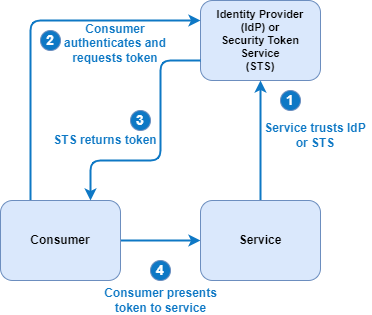 2
Consumer
authenticates and
requests token
Identity Provider
(IdP) or
Security Token
Service
(STS)
1
Service trusts IdP
or STS
3
STS returns token
Consumer
Service
4
Consumer presents
token to service